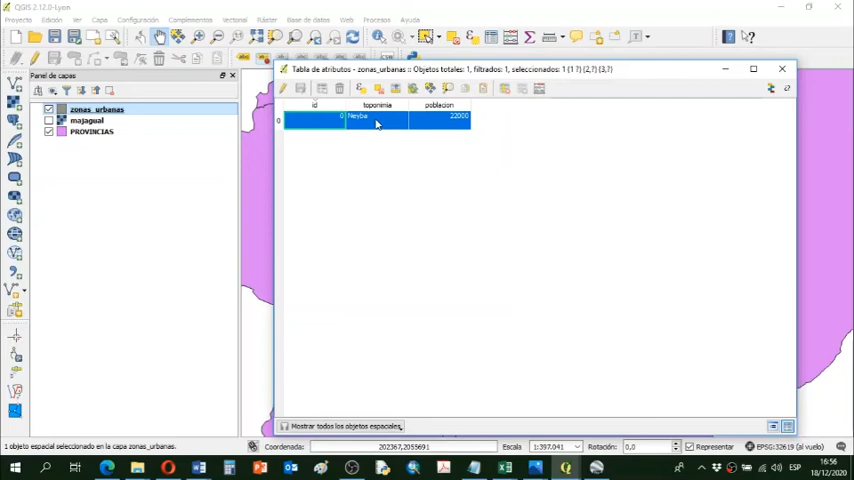 QGIS 2.12.0-Lyon
Proyecto Edición Ver Capa Configuración Complementos Vectorial Ráster Base de datos Web Procesos Ayuda
Panel de capas
zonas_urbanas
majagual
PROVINCIAS
Tabla de atributos - zonas_urbanas :: Objetos totales: 1, filtrados: 1, seleccionados: 1 (1 ?) (2,?) (3,?)
id toponimia poblacion
0 0 Neyba 22000
Mostrar todos los objetos espaciales
1 objeto espacial seleccionado en la capa zonas_urbanas.
Coordenada: 202367,2055691 Escala 1:397.041 Rotación: 0,0 Representar EPSG:32619 (al vuelo)
ESP
16:56
18/12/2020